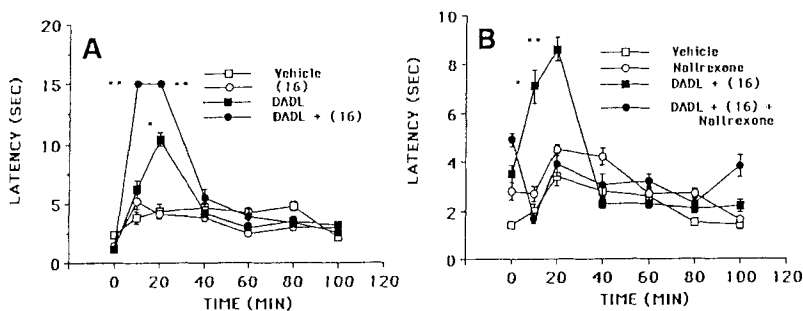 A
LATENCY (SEC)
20
15
10
5
0
** **
*
Vehicle
(16)
DADL
DADL + (16)
0 20 40 60 80 100 120
TIME (MIN)
B
LATENCY (SEC)
10
8
6
4
2
0
**
*
Vehicle
Naltrexone
DADL + (16)
DADL + (16) +
Naltrexone
0 20 40 60 80 100 120
TIME (MIN)